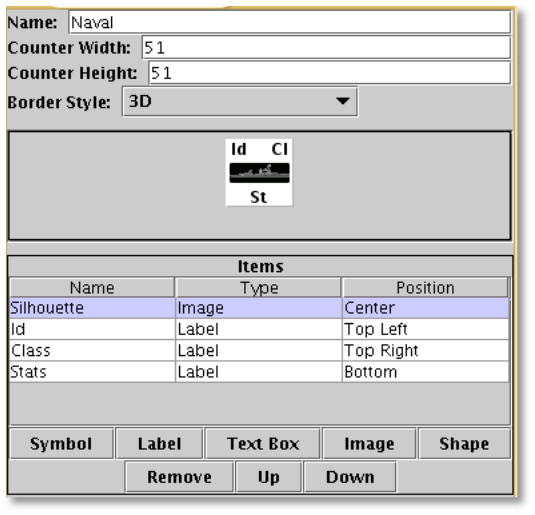 Name: Naval
Counter Width: 51
Counter Height: 51
Border Style: 3D
Id Cl
St
Items
Name Type Position
Silhouette Image Center
Id Label Top Left
Class Label Top Right
Stats Label Bottom
Symbol Label Text Box Image Shape
Remove Up Down